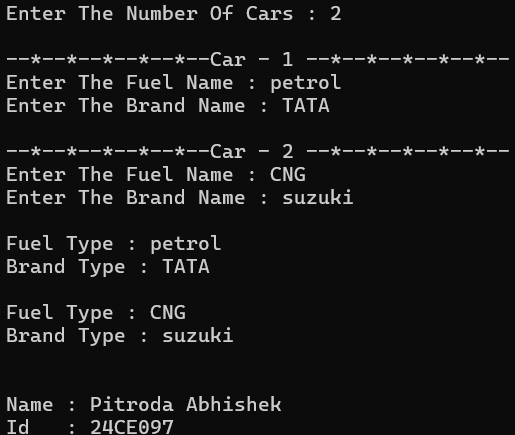 Enter The Number Of Cars : 2
--*--*--*--*--*--Car - 1 --*--*--*--*--*--
Enter The Fuel Name : petrol
Enter The Brand Name : TATA
--*--*--*--*--*--Car - 2 --*--*--*--*--*--
Enter The Fuel Name : CNG
Enter The Brand Name : suzuki
Fuel Type : petrol
Brand Type : TATA
Fuel Type : CNG
Brand Type : suzuki
Name : Pitroda Abhishek
Id   : 24CE097